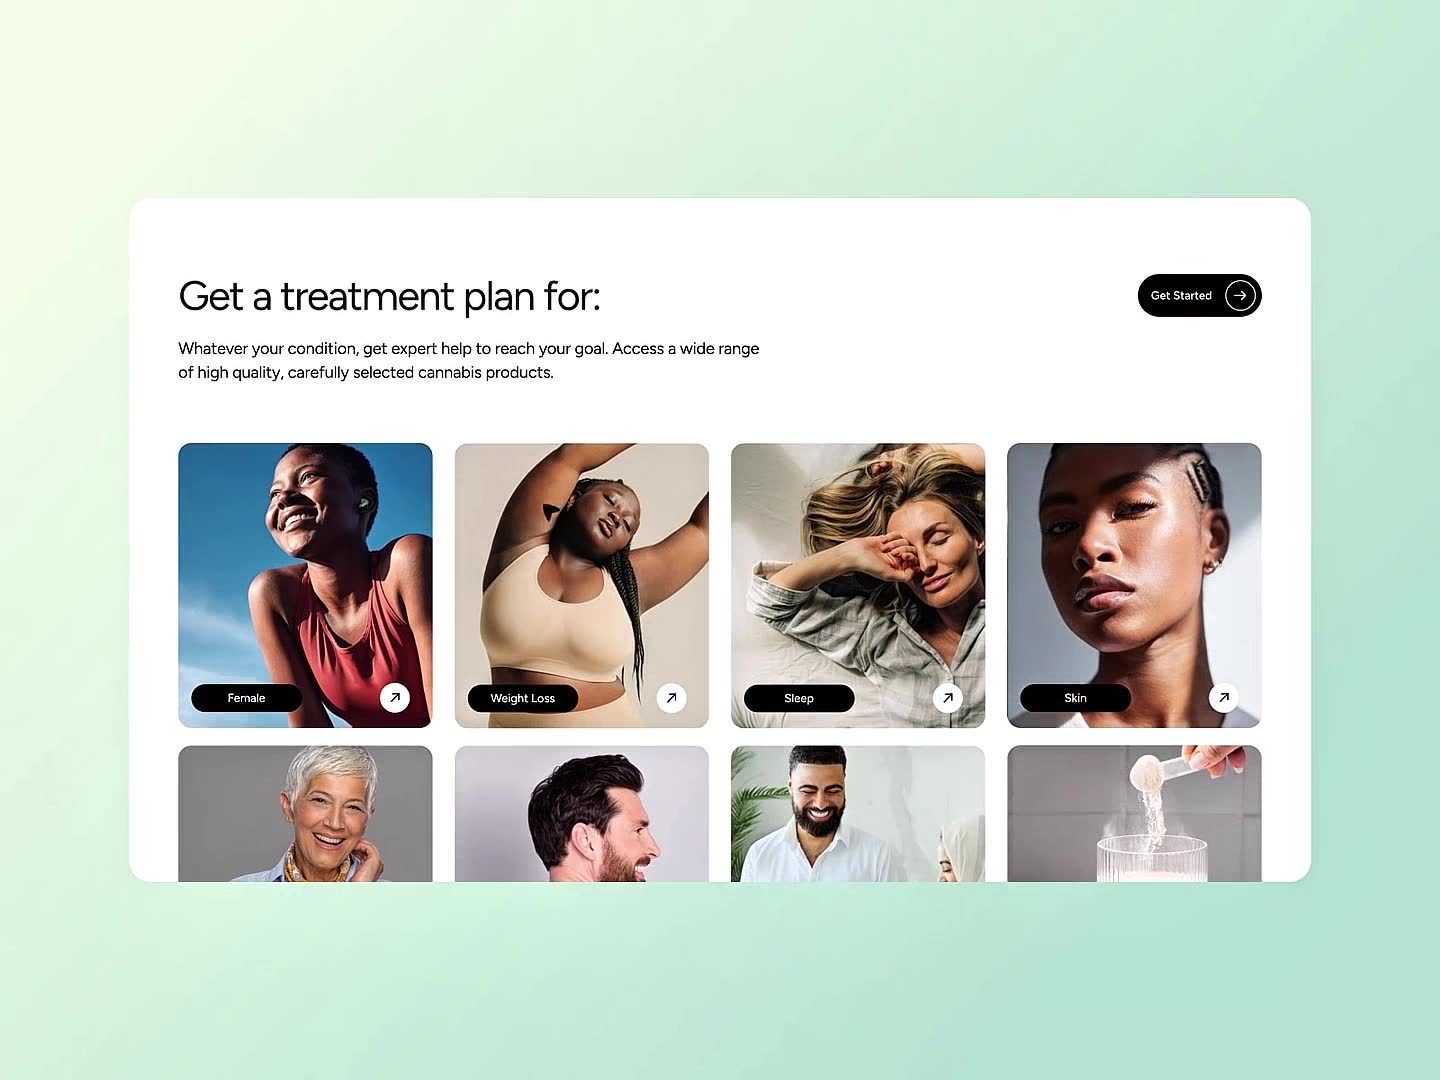 Get a treatment plan for:
Get Started
Whatever your condition, get expert help to reach your goal. Access a wide range
of high quality, carefully selected cannabis products.
Female
Weight Loss
Sleep
Skin